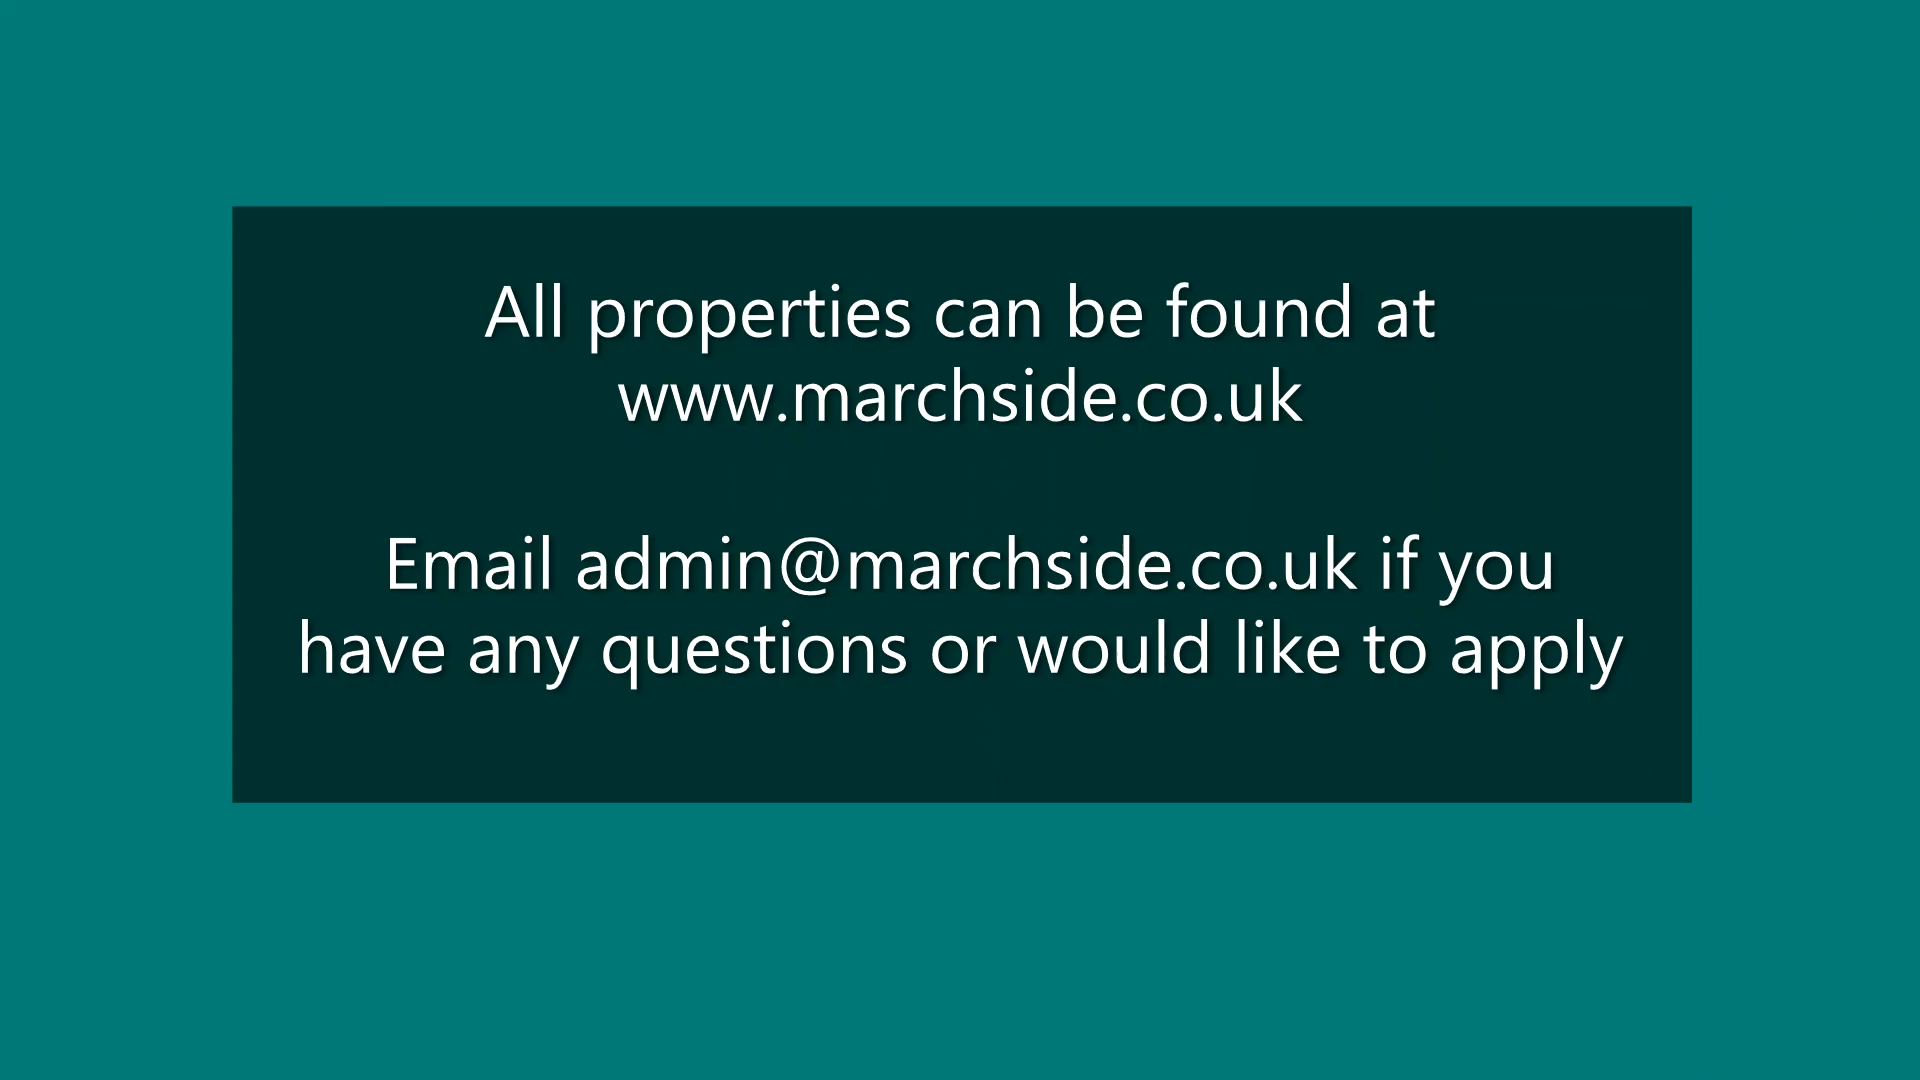 All properties can be found at
www.marchside.co.uk
Email admin@marchside.co.uk if you
have any questions or would like to apply